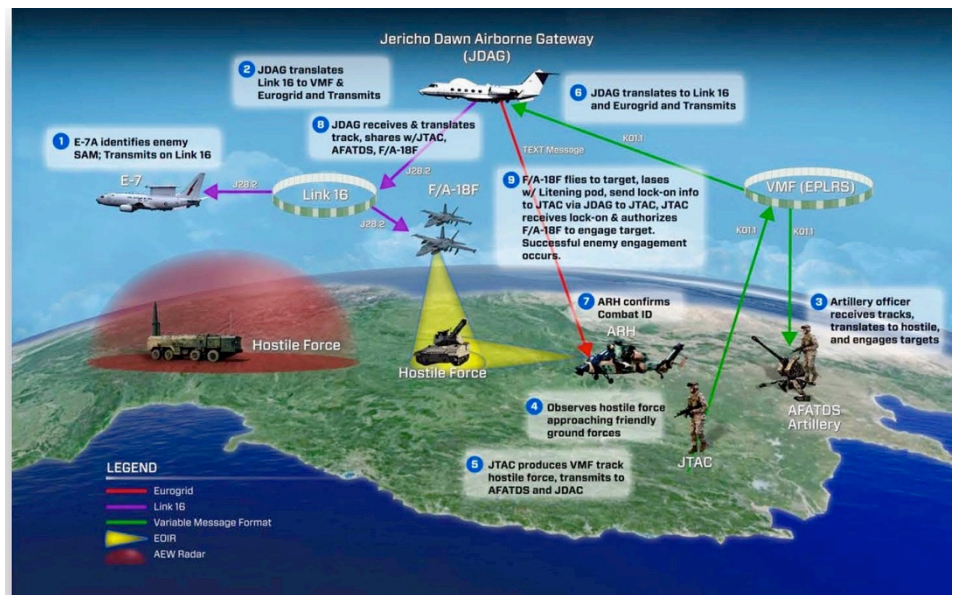 Jericho Dawn Airborne Gateway
(JDAG)
2 JDAG translates
Link 16 to VMF &
Eurogrid and Transmits
6 JDAG translates to Link 16
and Eurogrid and Transmits
8 JDAG receives & translates
track, shares w/JTAC,
AFATDS, F/A-18F
1 E-7A identifies enemy
SAM; Transmits on Link 16
E-7
J28.2
Link 16
J28.2
J28.2
F/A-18F
TEXT Message
K01.1
9 F/A-18F flies to target, lases
w/ Litening pod, send lock-on info
to JTAC via JDAG to JTAC, JTAC
receives lock-on & authorizes
F/A-18F to engage target.
Successful enemy engagement
occurs.
VMF (EPLRS)
K01.1
K01.1
7 ARH confirms
Combat ID
ARH
3 Artillery officer
receives tracks,
translates to hostile,
and engages targets
Hostile Force
Hostile Force
4 Observes hostile force
approaching friendly
ground forces
AFATDS
Artillery
JTAC
5 JTAC produces VMF track
hostile force, transmits to
AFATDS and JDAC
LEGEND
Eurogrid
Link 16
Variable Message Format
EOIR
AEW Radar